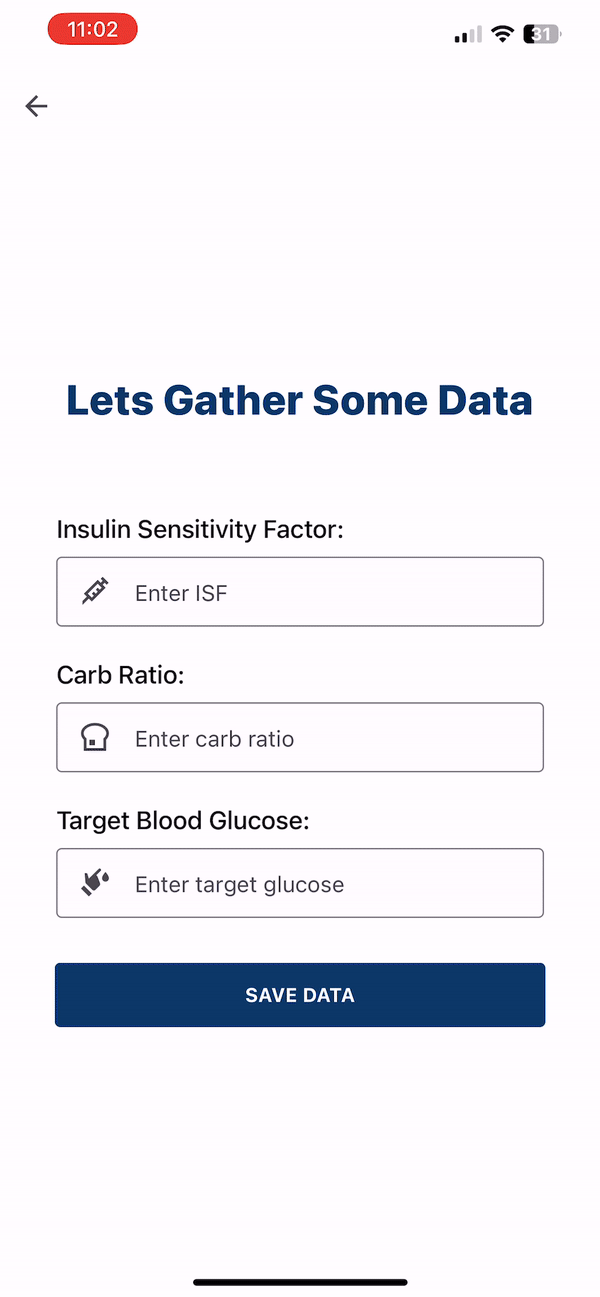 11:02
31
Lets Gather Some Data
Insulin Sensitivity Factor:
Enter ISF
Carb Ratio:
Enter carb ratio
Target Blood Glucose:
Enter target glucose
SAVE DATA